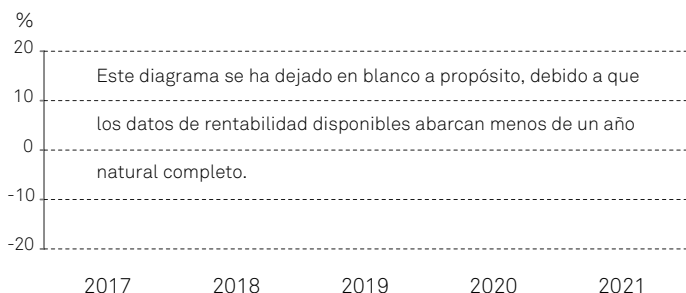 %
20
Este diagrama se ha dejado en blanco a propósito, debido a que
10
los datos de rentabilidad disponibles abarcan menos de un año
0
natural completo.
-10
-20
2017 2018 2019 2020 2021